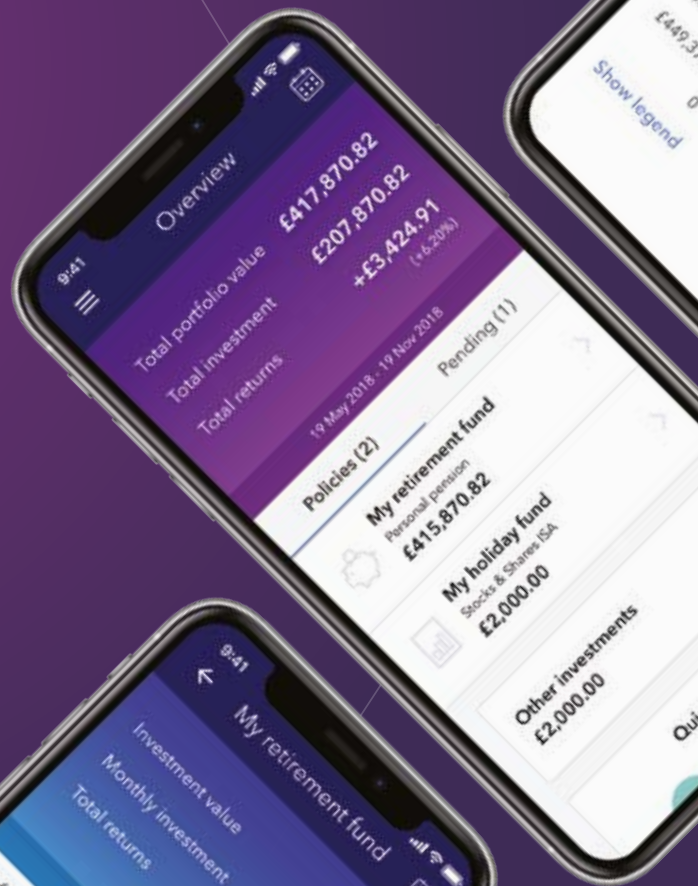 9:41
Overview
Total portfolio value £417,870.82
Total investment £207,870.82
Total returns +£3,424.91
(+6.20%)
19 May 2018 - 19 Nov 2018
Policies (2) Pending (1)
My retirement fund
Personal pension
£415,870.82
My holiday fund
Stocks & Shares ISA
£2,000.00
Other investments
£2,000.00
Show legend
9:41
My retirement fund
Investment value
Monthly investment
Total returns